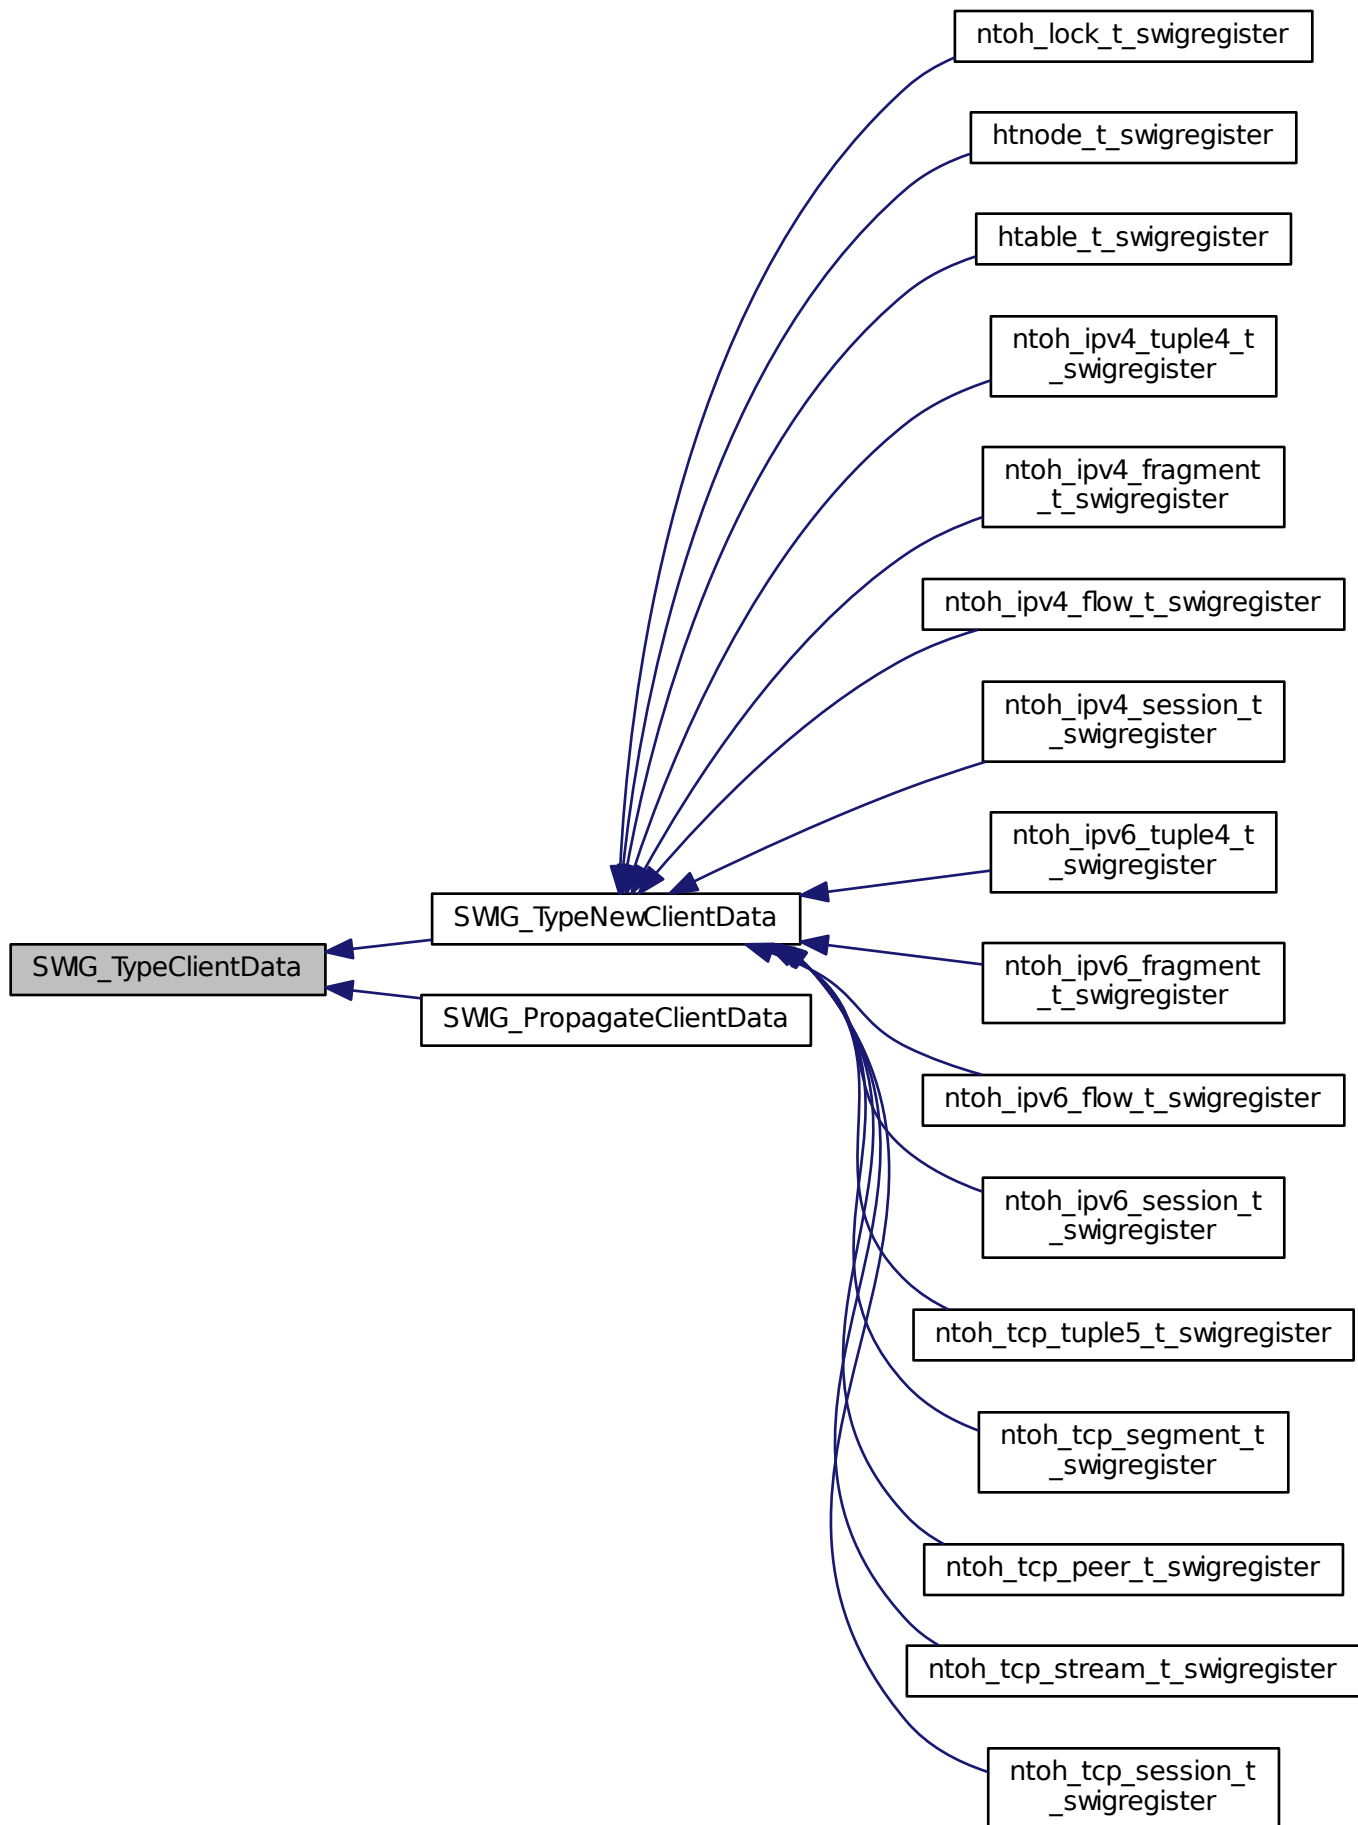 ntoh_lock_t_swigregister
htnode_t_swigregister
htable_t_swigregister
ntoh_ipv4_tuple4_t
_swigregister
ntoh_ipv4_fragment
_t_swigregister
ntoh_ipv4_flow_t_swigregister
ntoh_ipv4_session_t
_swigregister
ntoh_ipv6_tuple4_t
_swigregister
SWIG_TypeNewClientData
SWIG_TypeClientData
ntoh_ipv6_fragment
_t_swigregister
SWIG_PropagateClientData
ntoh_ipv6_flow_t_swigregister
ntoh_ipv6_session_t
_swigregister
ntoh_tcp_tuple5_t_swigregister
ntoh_tcp_segment_t
_swigregister
ntoh_tcp_peer_t_swigregister
ntoh_tcp_stream_t_swigregister
ntoh_tcp_session_t
_swigregister